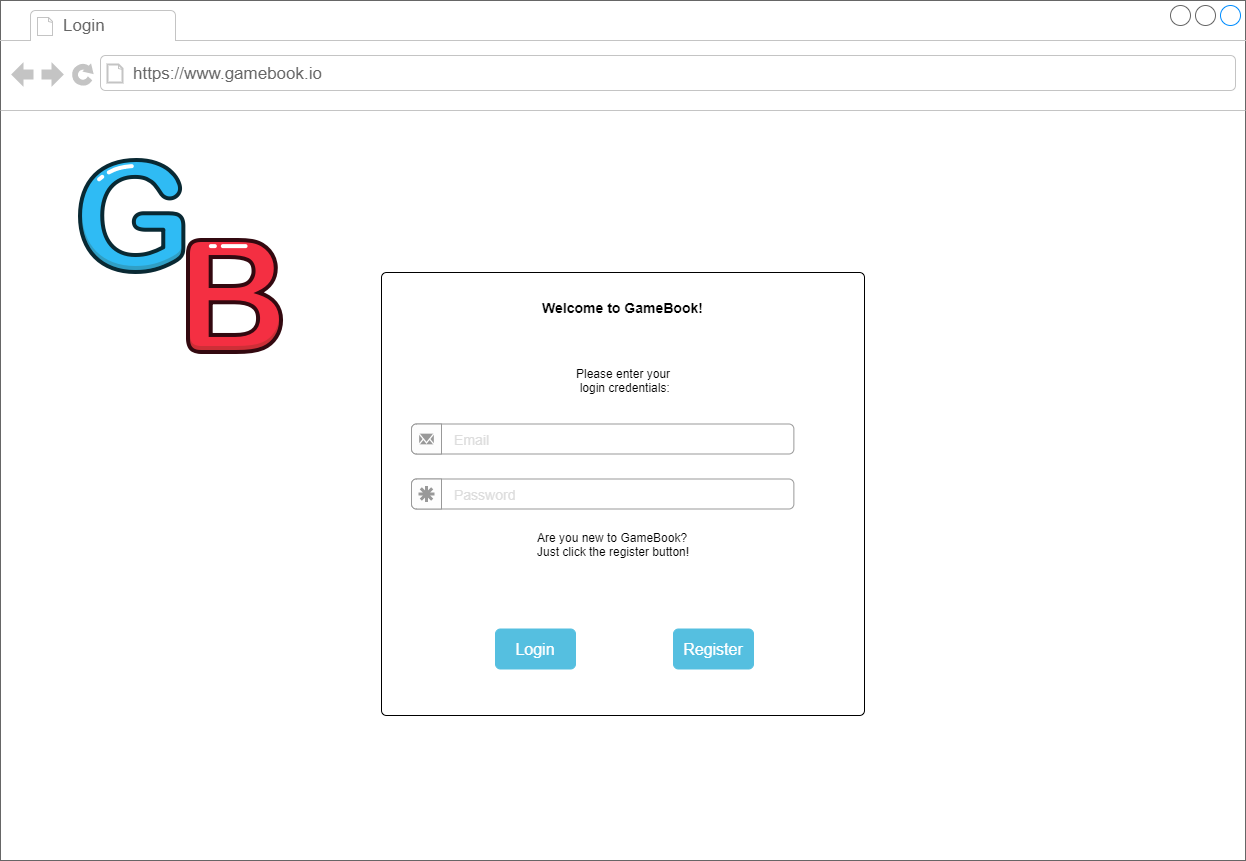 Login
https://www.gamebook.io
G
B
Welcome to GameBook!
Please enter your
login credentials:
Email
Password
Are you new to GameBook?
Just click the register button!
Login
Register